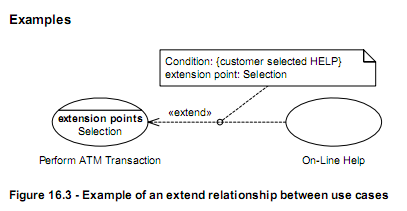 Examples
Condition: {customer selected HELP}
extension point: Selection
«extend»
extension points
Selection
Perform ATM Transaction
On-Line Help
Figure 16.3 - Example of an extend relationship between use cases